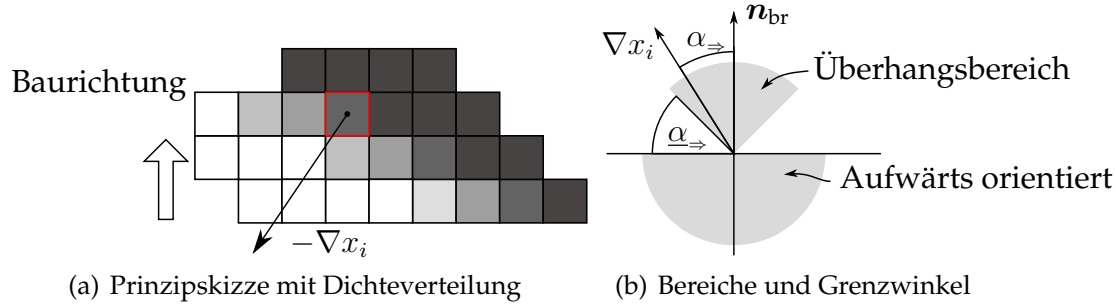 Baurichtung
−∇x_i
(a) Prinzipskizze mit Dichteverteilung
n_br
∇x_i
α_⇒
Überhangsbereich
α_⇒
Aufwärts orientiert
(b) Bereiche und Grenzwinkel